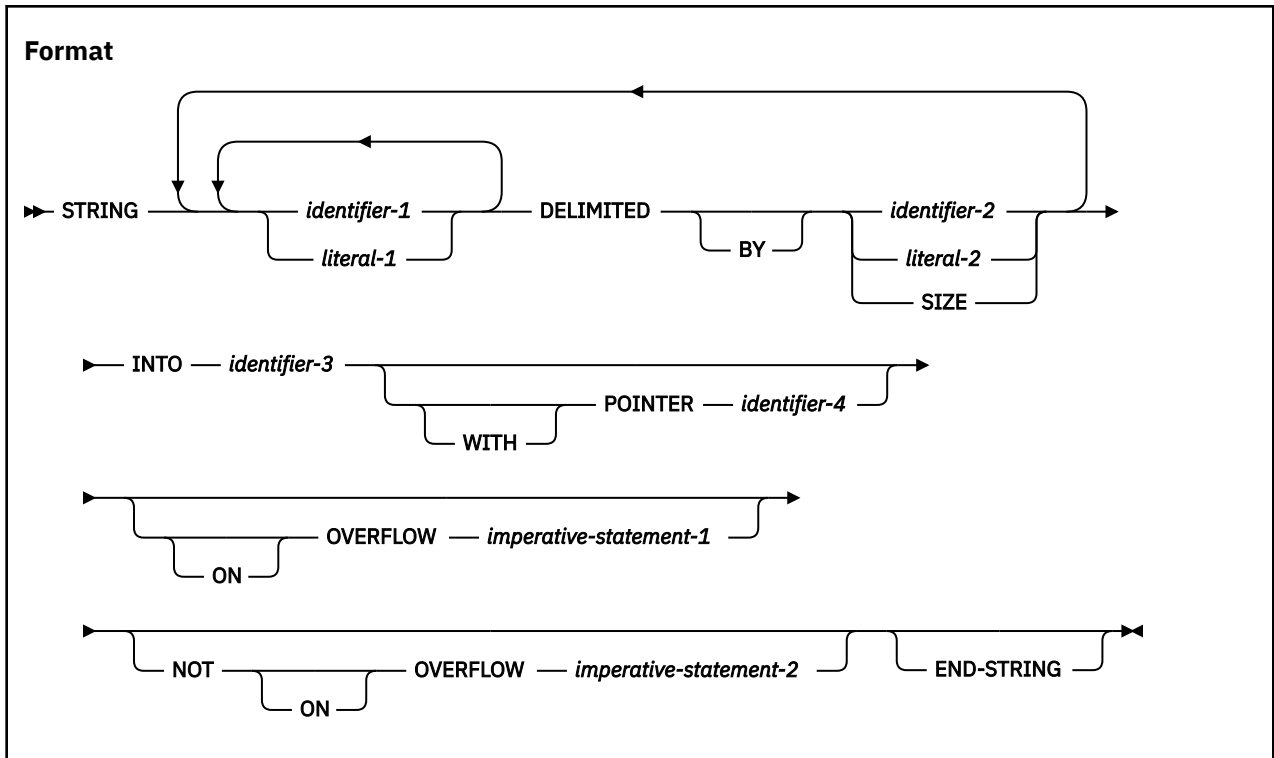 Format
STRING identifier-1 DELIMITED identifier-2
literal-1 BY literal-2
SIZE
INTO identifier-3
POINTER identifier-4
WITH
OVERFLOW imperative-statement-1
ON
NOT OVERFLOW imperative-statement-2 END-STRING
ON